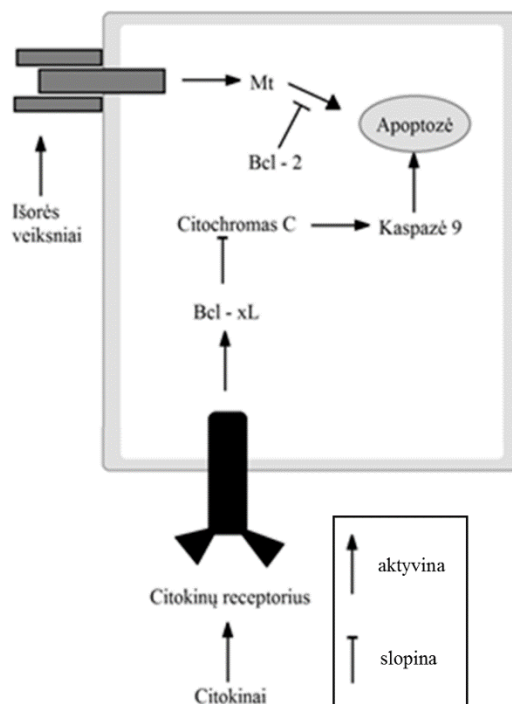 Mt
Apoptozė
Bcl - 2
Išorės
veiksniai
Citochromas C
Kaspazė 9
Bcl - xL
aktyvina
Citokinų receptorius
slopina
Citokinai